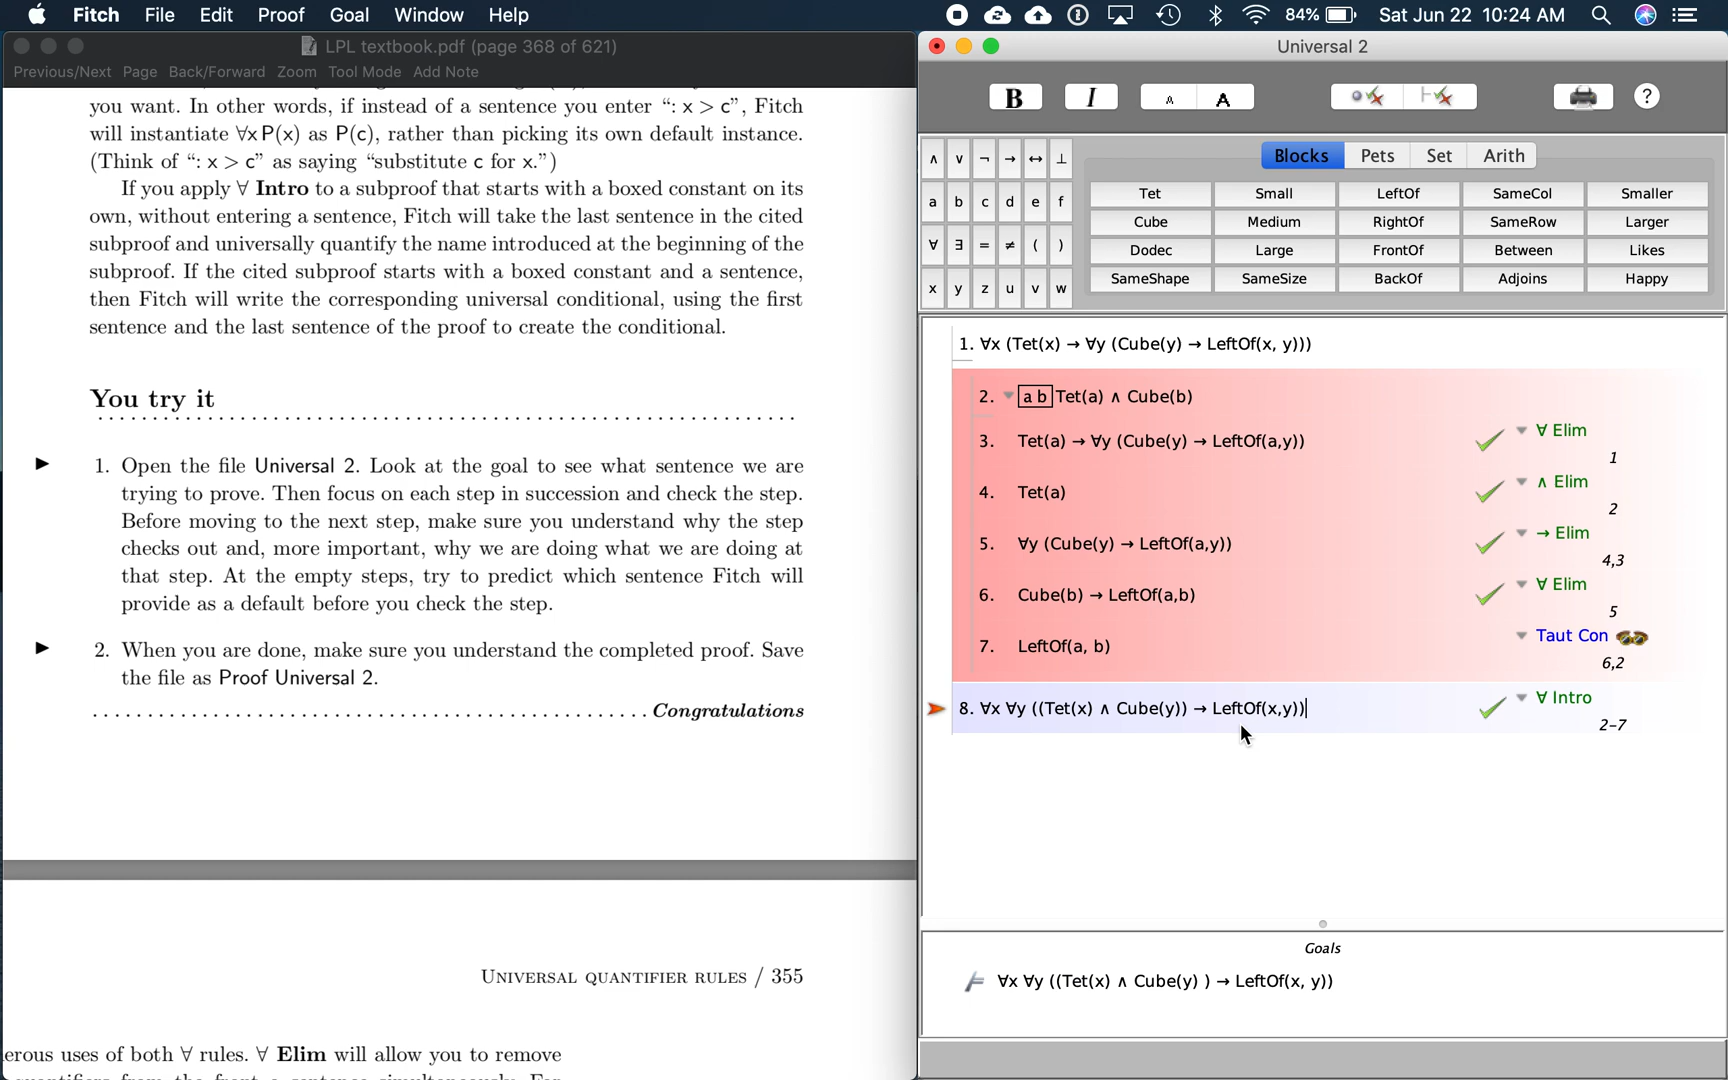 Fitch File Edit Proof Goal Window Help 84% Sat Jun 22 10:24 AM
LPL textbook.pdf (page 368 of 621)
Previous/Next Page Back/Forward Zoom Tool Mode Add Note
you want. In other words, if instead of a sentence you enter “: x > c”, Fitch
will instantiate ∀x P(x) as P(c), rather than picking its own default instance.
(Think of “: x > c” as saying “substitute c for x.”)
If you apply ∀ Intro to a subproof that starts with a boxed constant on its
own, without entering a sentence, Fitch will take the last sentence in the cited
subproof and universally quantify the name introduced at the beginning of the
subproof. If the cited subproof starts with a boxed constant and a sentence,
then Fitch will write the corresponding universal conditional, using the first
sentence and the last sentence of the proof to create the conditional.
You try it
1. Open the file Universal 2. Look at the goal to see what sentence we are
trying to prove. Then focus on each step in succession and check the step.
Before moving to the next step, make sure you understand why the step
checks out and, more important, why we are doing what we are doing at
that step. At the empty steps, try to predict which sentence Fitch will
provide as a default before you check the step.
2. When you are done, make sure you understand the completed proof. Save
the file as Proof Universal 2.
Congratulations
UNIVERSAL QUANTIFIER RULES / 355
erous uses of both ∀ rules. ∀ Elim will allow you to remove
Universal 2
B I A A ?
∧ ∨ ¬ → ↔ ⊥
a b c d e f
∀ ∃ = ≠ ( )
x y z u v w
Blocks Pets Set Arith
Tet Small LeftOf SameCol Smaller
Cube Medium RightOf SameRow Larger
Dodec Large FrontOf Between Likes
SameShape SameSize BackOf Adjoins Happy
1. ∀x (Tet(x) → ∀y (Cube(y) → LeftOf(x, y)))
2. a b Tet(a) ∧ Cube(b)
3. Tet(a) → ∀y (Cube(y) → LeftOf(a,y)) ∀ Elim
1
4. Tet(a) ∧ Elim
2
5. ∀y (Cube(y) → LeftOf(a,y)) → Elim
4,3
6. Cube(b) → LeftOf(a,b) ∀ Elim
5
7. LeftOf(a, b) Taut Con
6,2
8. ∀x ∀y ((Tet(x) ∧ Cube(y)) → LeftOf(x,y)) ∀ Intro
2–7
Goals
∀x ∀y ((Tet(x) ∧ Cube(y) ) → LeftOf(x, y))